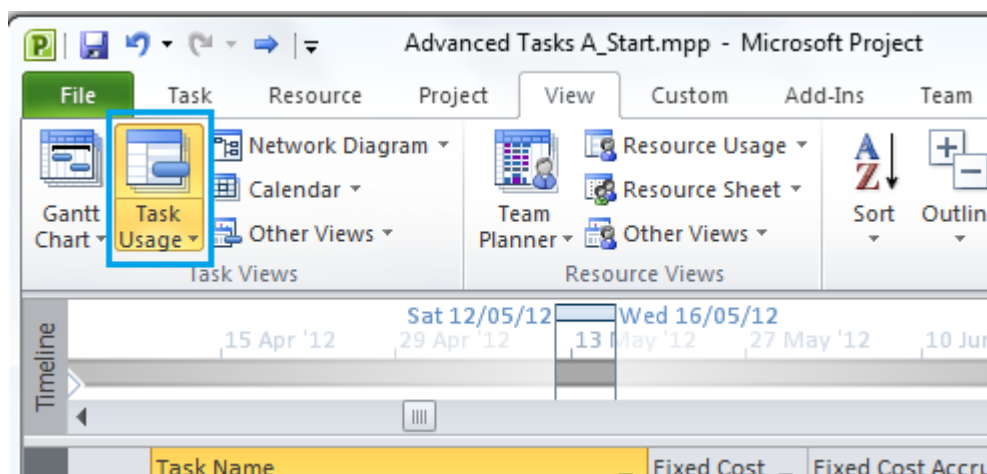 Advanced Tasks A_Start.mpp - Microsoft Project
File Task Resource Project View Custom Add-Ins Team
Network Diagram
Calendar
Other Views
Gantt
Chart
Task
Usage
Task Views
Team
Planner
Resource Usage
Resource Sheet
Other Views
Resource Views
A
Z
Sort
Outlin
Timeline
Sat 12/05/12 Wed 16/05/12
15 Apr '12 29 Apr '12 13 May '12 27 May '12 10 Jun
Task Name Fixed Cost Fixed Cost Accru